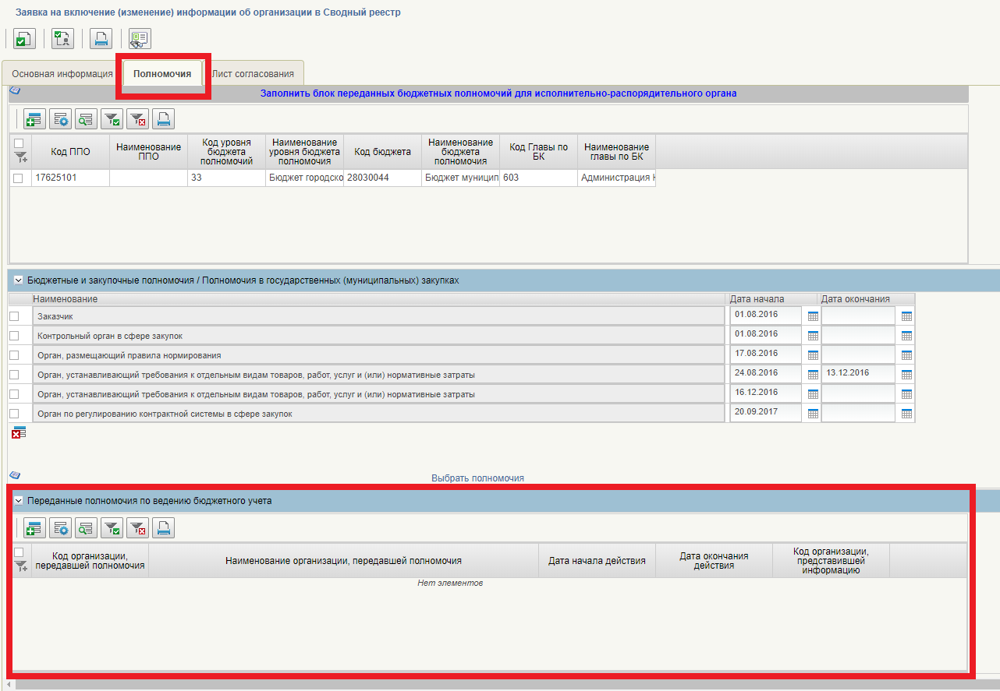 Заявка на включение (изменение) информации об организации в Сводный реестр
Основная информация
Полномочия
Лист согласования
Заполнить блок переданных бюджетных полномочий для исполнительно-распорядительного органа
Код ППО
Наименование ППО
Код уровня бюджета полномочий
Наименование уровня бюджета полномочия
Код бюджета
Наименование бюджета полномочия
Код Главы по БК
Наименование главы по БК
17625101 33 Бюджет городско 28030044 Бюджет муницип 603 Администрация
Бюджетные и закупочные полномочия / Полномочия в государственных (муниципальных) закупках
Наименование Дата начала Дата окончания
Заказчик 01.08.2016
Контрольный орган в сфере закупок 01.08.2016
Орган, размещающий правила нормирования 17.08.2016
Орган, устанавливающий требования к отдельным видам товаров, работ, услуг и (или) нормативные затраты 24.08.2016 13.12.2016
Орган, устанавливающий требования к отдельным видам товаров, работ, услуг и (или) нормативные затраты 16.12.2016
Орган по регулированию контрактной системы в сфере закупок 20.09.2017
Выбрать полномочия
Переданные полномочия по ведению бюджетного учета
Код организации, передавшей полномочия
Наименование организации, передавшей полномочия
Дата начала действия
Дата окончания действия
Код организации, представившей информацию
Нет элементов